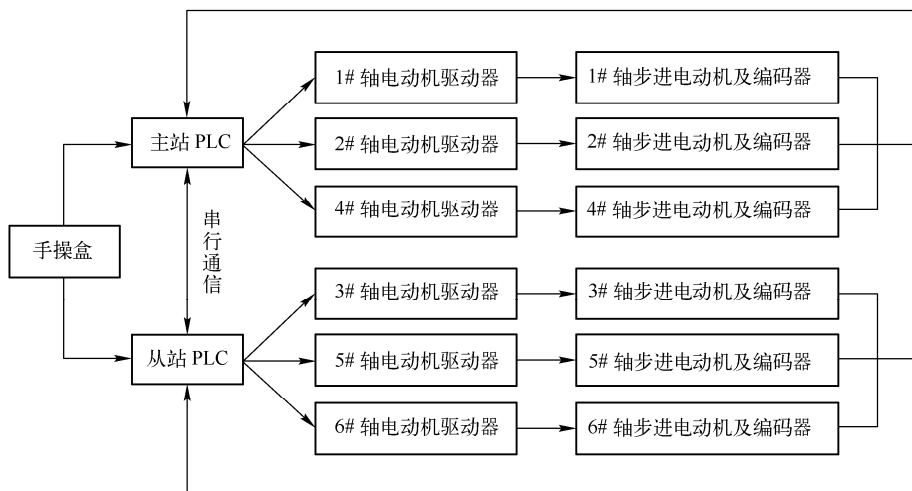 1# 轴电动机驱动器
1# 轴步进电动机及编码器
主站 PLC
2# 轴电动机驱动器
2# 轴步进电动机及编码器
4# 轴电动机驱动器
4# 轴步进电动机及编码器
手操盒
串行通信
3# 轴电动机驱动器
3# 轴步进电动机及编码器
从站 PLC
5# 轴电动机驱动器
5# 轴步进电动机及编码器
6# 轴电动机驱动器
6# 轴步进电动机及编码器